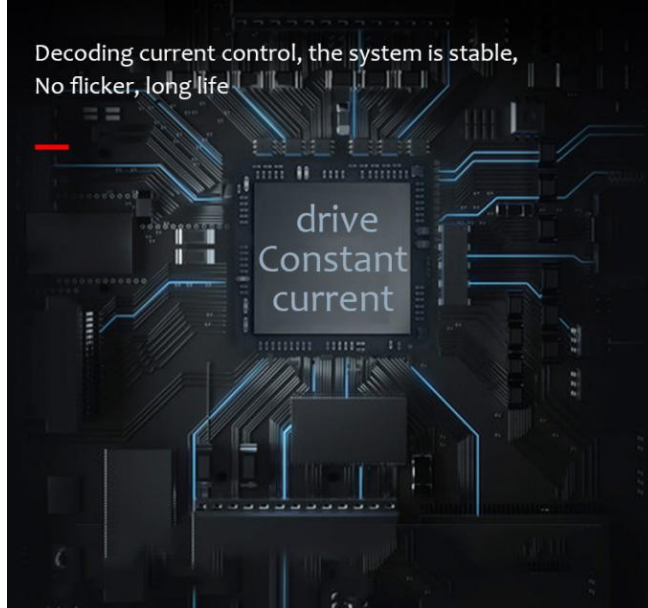 Decoding current control, the system is stable,
No flicker, long life
drive
Constant
current